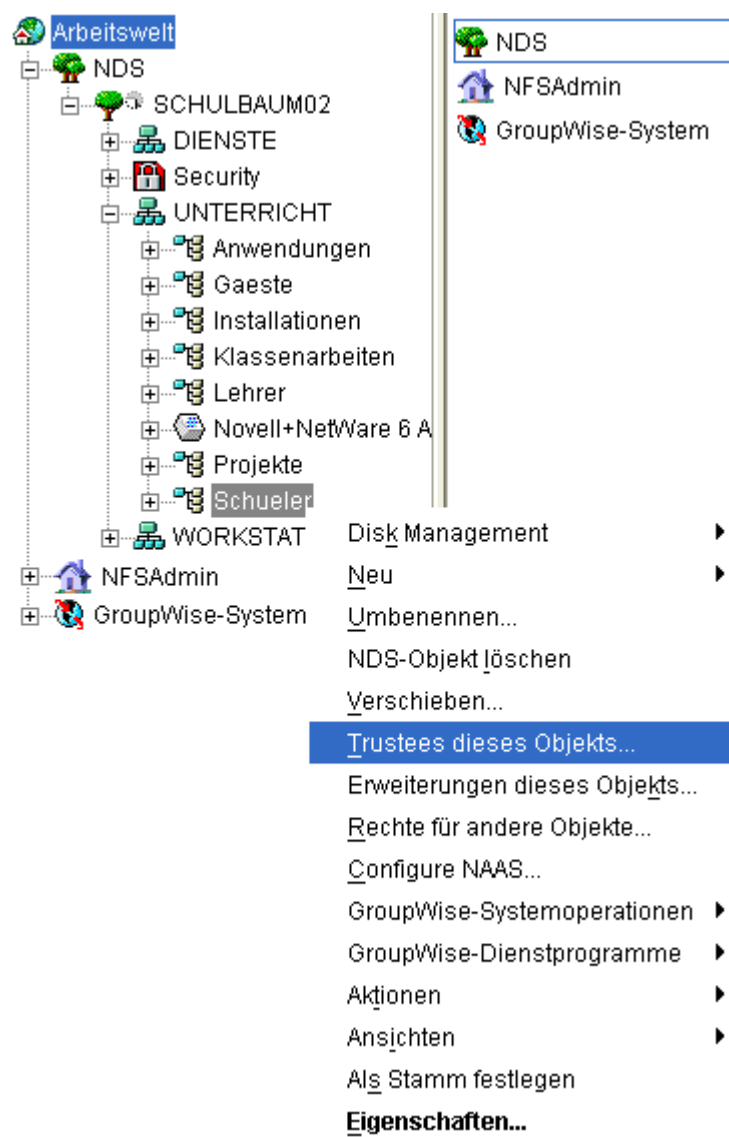 Arbeitswelt
NDS
SCHULBAUM02
DIENSTE
Security
UNTERRICHT
Anwendungen
Gaeste
Installationen
Klassenarbeiten
Lehrer
Novell+NetWare 6 A
Projekte
Schueler
WORKSTAT
NFSAdmin
GroupWise-System
NDS
NFSAdmin
GroupWise-System
Disk Management
Neu
Umbenennen...
NDS-Objekt löschen
Verschieben...
Trustees dieses Objekts...
Erweiterungen dieses Objekts...
Rechte für andere Objekte...
Configure NAAS...
GroupWise-Systemoperationen
GroupWise-Dienstprogramme
Aktionen
Ansichten
Als Stamm festlegen
Eigenschaften...